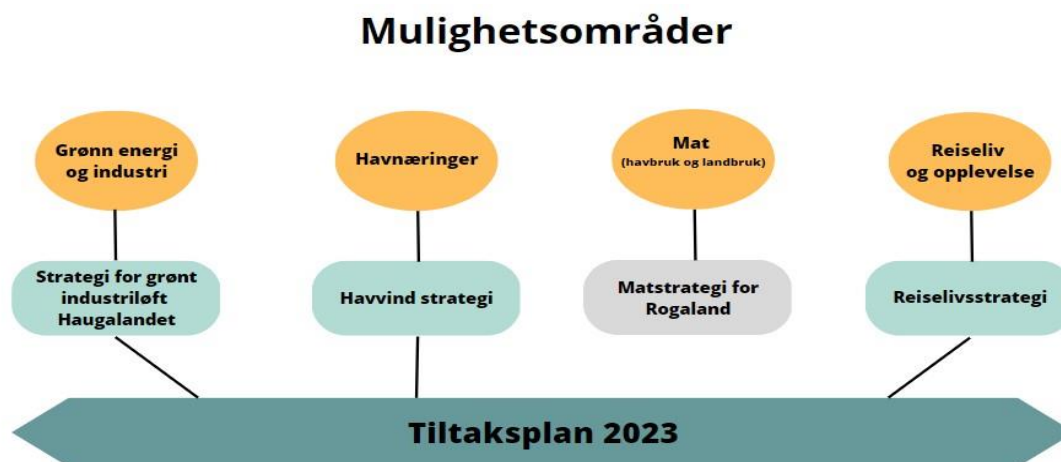 Mulighetsområder
Grønn energi
og industri
Havnæringer
Mat
(havbruk og landbruk)
Reiseliv
og opplevelse
Strategi for grønt
industriløft
Haugalandet
Havvind strategi
Matstrategi for
Rogaland
Reiselivsstrategi
Tiltaksplan 2023